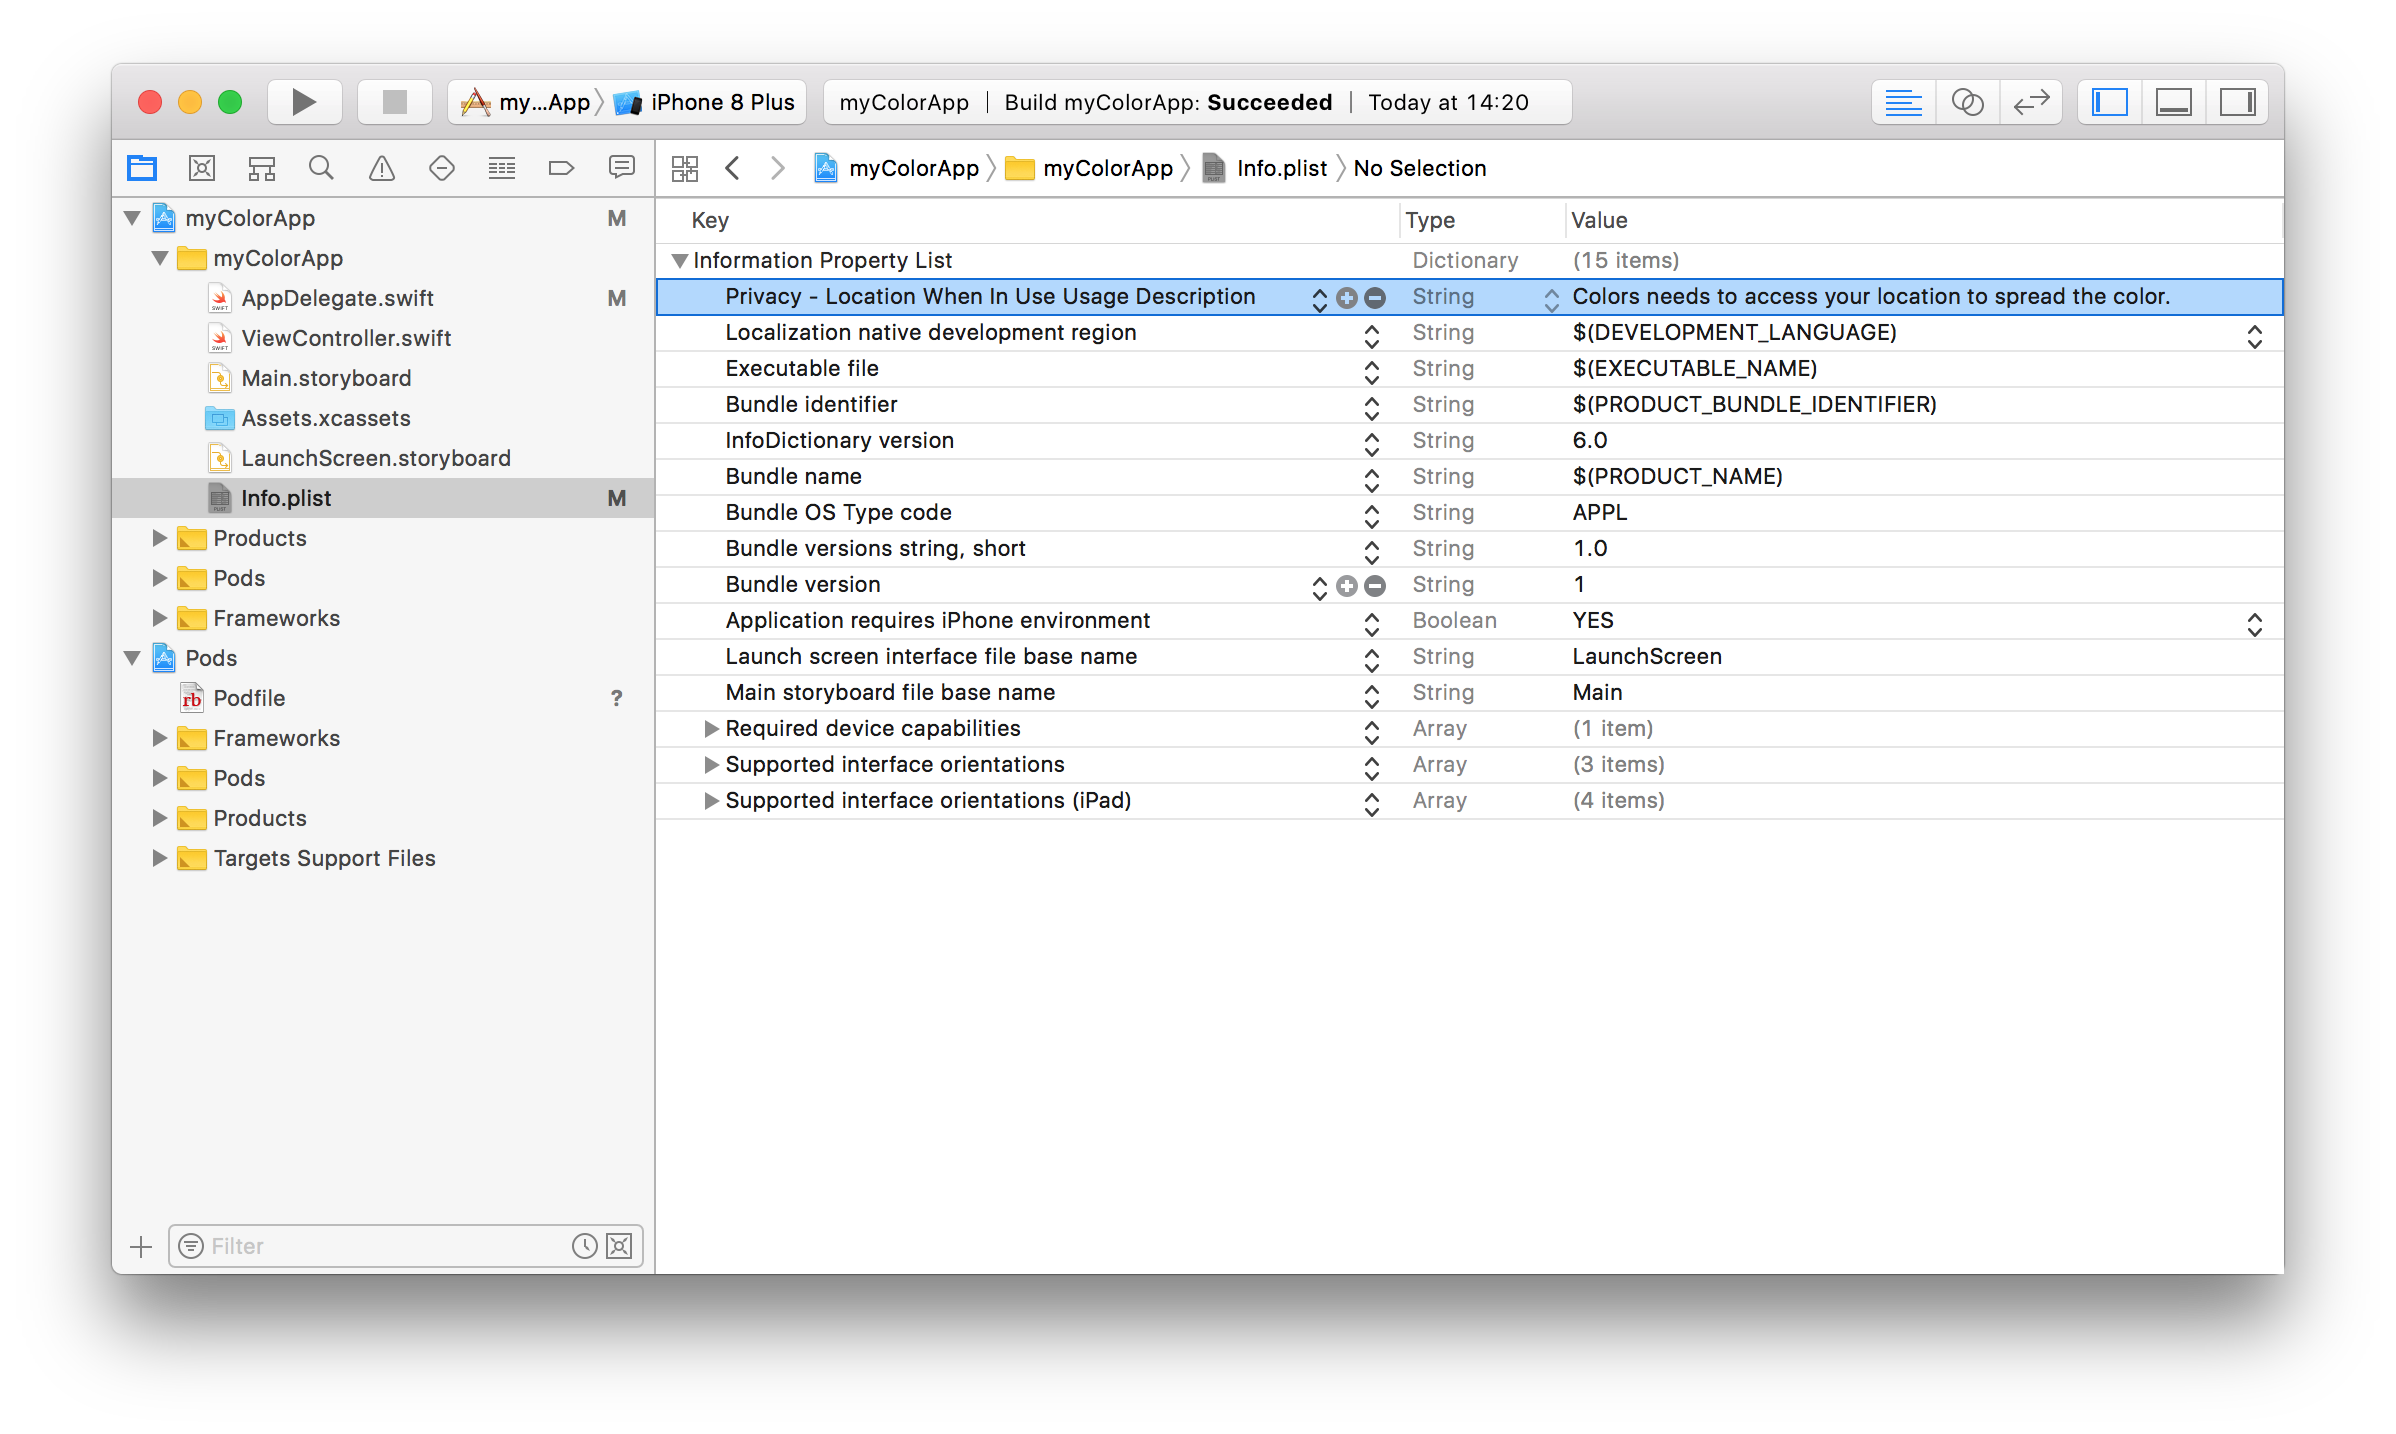 my...App iPhone 8 Plus myColorApp | Build myColorApp: Succeeded | Today at 14:20
myColorApp myColorApp Info.plist No Selection
myColorApp M
myColorApp
AppDelegate.swift M
ViewController.swift
Main.storyboard
Assets.xcassets
LaunchScreen.storyboard
Info.plist M
Products
Pods
Frameworks
Pods
rb Podfile ?
Frameworks
Pods
Products
Targets Support Files
Filter
Key Type Value
Information Property List Dictionary (15 items)
Privacy - Location When In Use Usage Description String Colors needs to access your location to spread the color.
Localization native development region String $(DEVELOPMENT_LANGUAGE)
Executable file String $(EXECUTABLE_NAME)
Bundle identifier String $(PRODUCT_BUNDLE_IDENTIFIER)
InfoDictionary version String 6.0
Bundle name String $(PRODUCT_NAME)
Bundle OS Type code String APPL
Bundle versions string, short String 1.0
Bundle version String 1
Application requires iPhone environment Boolean YES
Launch screen interface file base name String LaunchScreen
Main storyboard file base name String Main
Required device capabilities Array (1 item)
Supported interface orientations Array (3 items)
Supported interface orientations (iPad) Array (4 items)